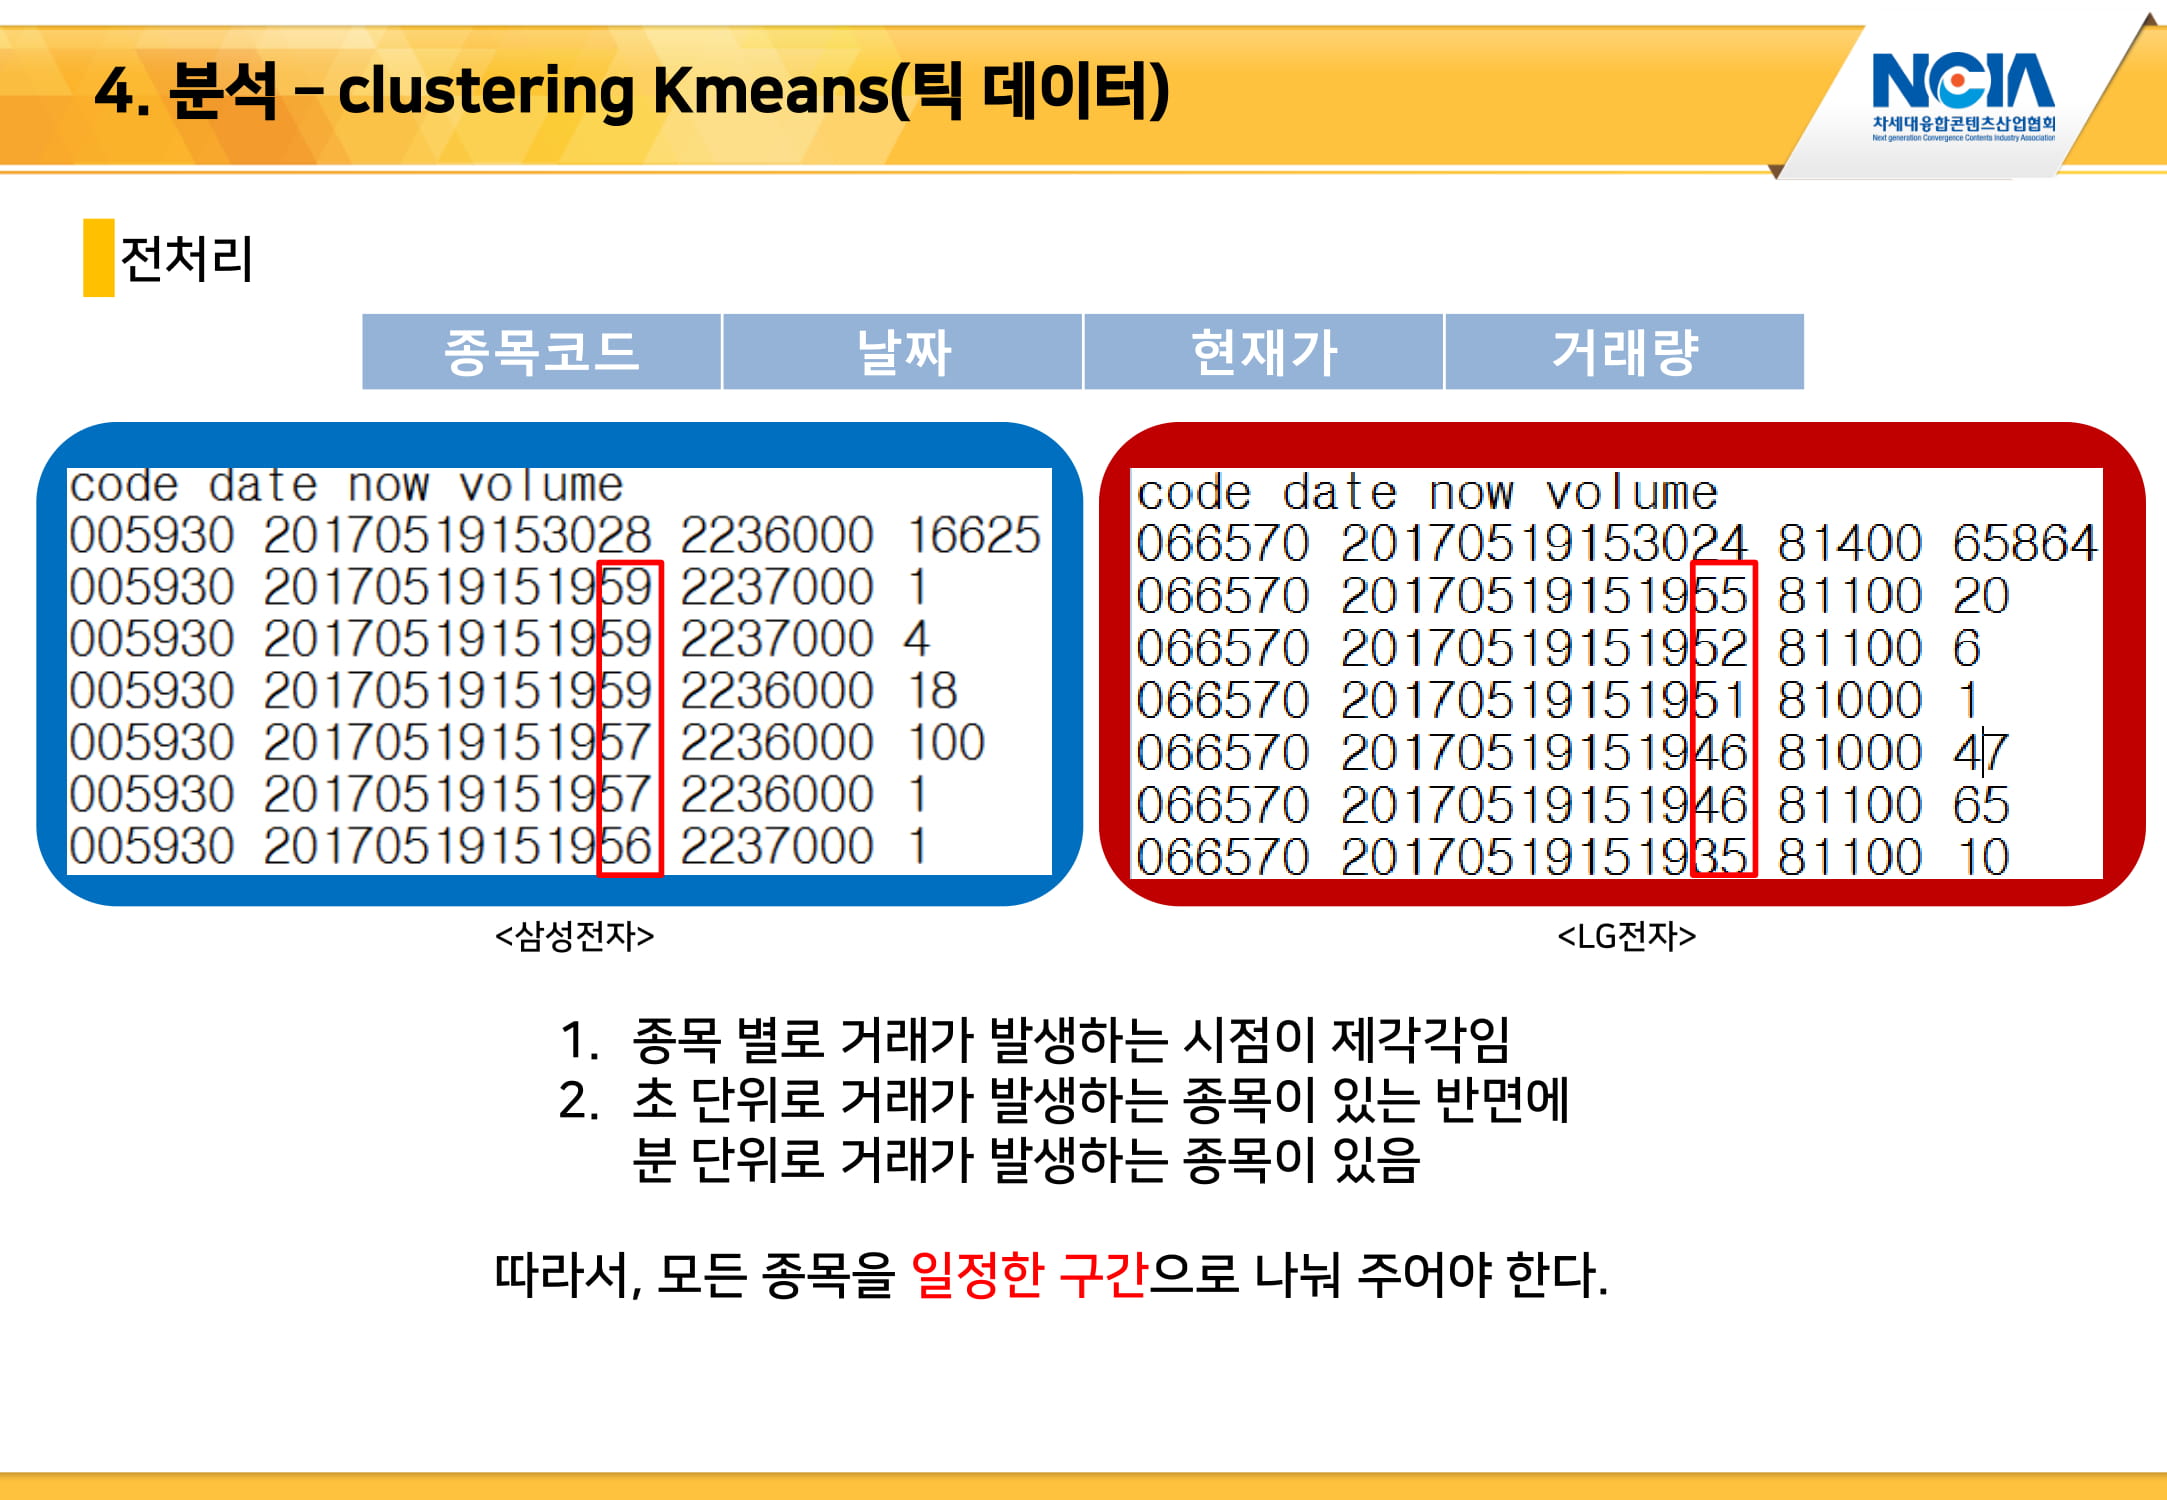 4. 분석 – clustering Kmeans(틱 데이터)
NCIA
차세대융합콘텐츠산업협회
Next generation Convergence Contents Industry Association
전처리
종목코드 날짜 현재가 거래량
code date now volume
005930 20170519153028 2236000 16625
005930 20170519151959 2237000 1
005930 20170519151959 2237000 4
005930 20170519151959 2236000 18
005930 20170519151957 2236000 100
005930 20170519151957 2236000 1
005930 20170519151956 2237000 1
<삼성전자>
code date now volume
066570 20170519153024 81400 65864
066570 20170519151955 81100 20
066570 20170519151952 81100 6
066570 20170519151951 81000 1
066570 20170519151946 81000 47
066570 20170519151946 81100 65
066570 20170519151935 81100 10
<LG전자>
1. 종목 별로 거래가 발생하는 시점이 제각각임
2. 초 단위로 거래가 발생하는 종목이 있는 반면에
분 단위로 거래가 발생하는 종목이 있음
따라서, 모든 종목을 일정한 구간으로 나눠 주어야 한다.